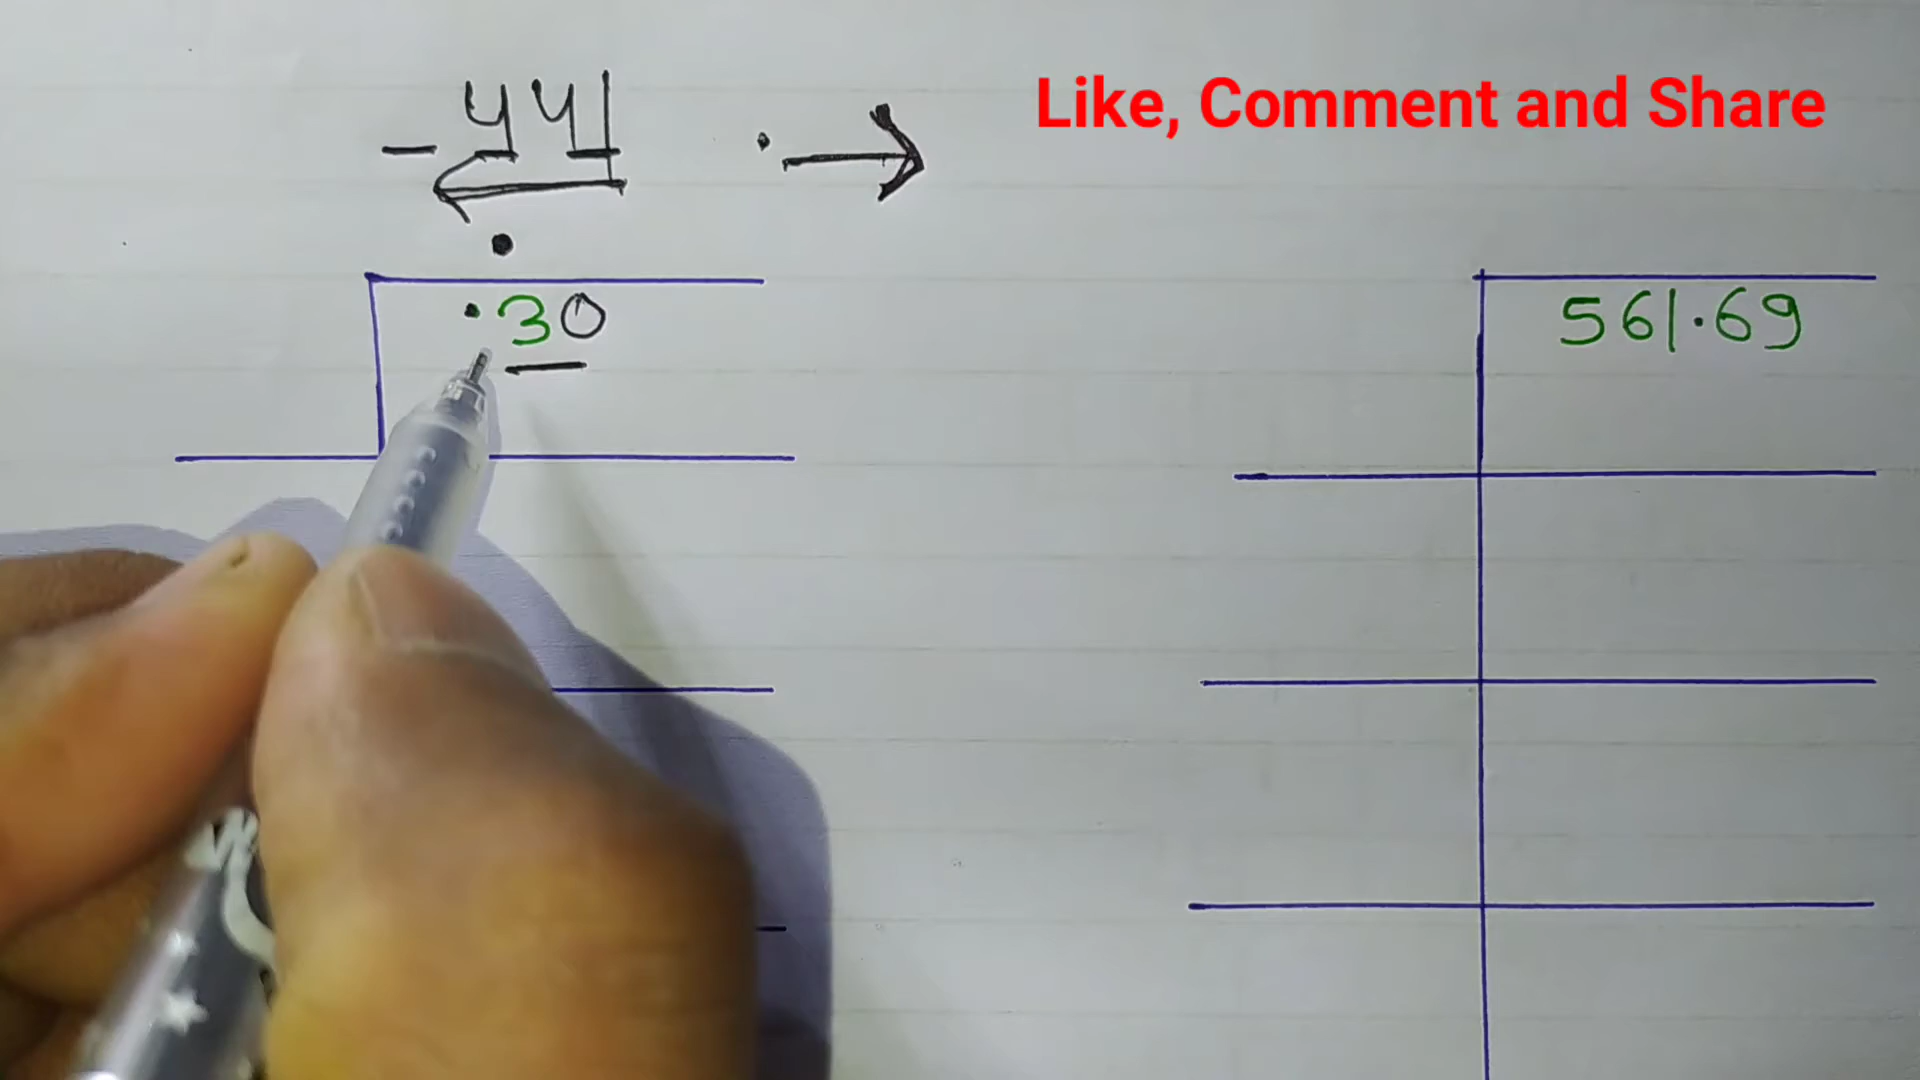 Like, Comment and Share
- 441 . →
.
.30
561.69